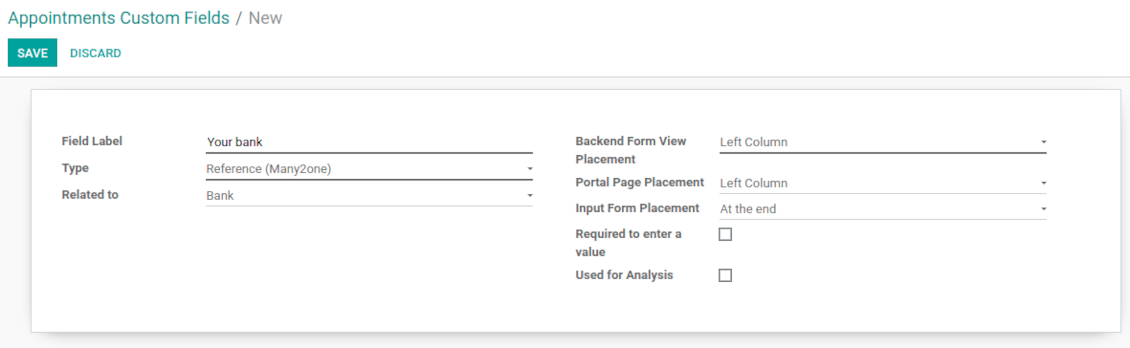 Appointments Custom Fields / New
SAVE DISCARD
Field Label Your bank
Type Reference (Many2one)
Related to Bank
Backend Form View Placement Left Column
Portal Page Placement Left Column
Input Form Placement At the end
Required to enter a value
Used for Analysis